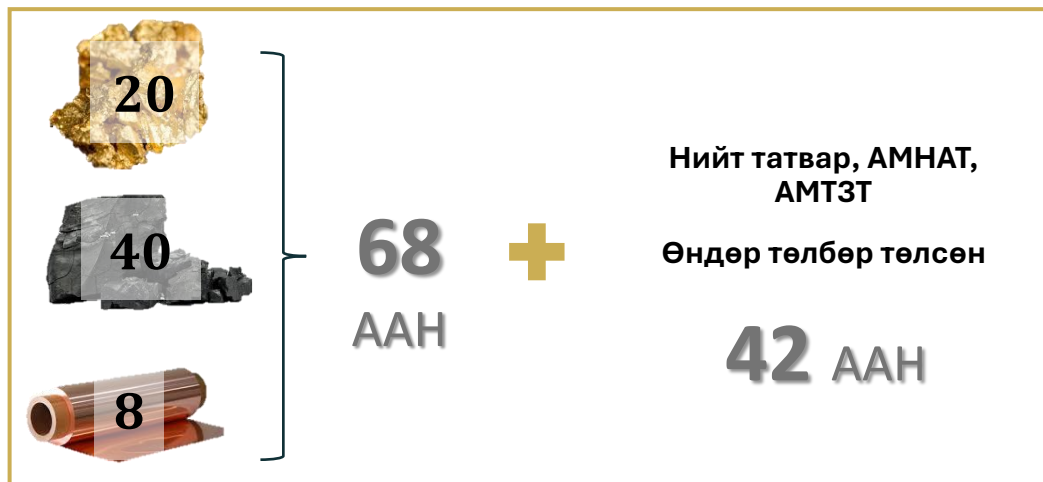 20
40
8
68
ААН
Нийт татвар, АМНАТ,
АМТЗТ
Өндөр төлбөр төлсөн
42 ААН